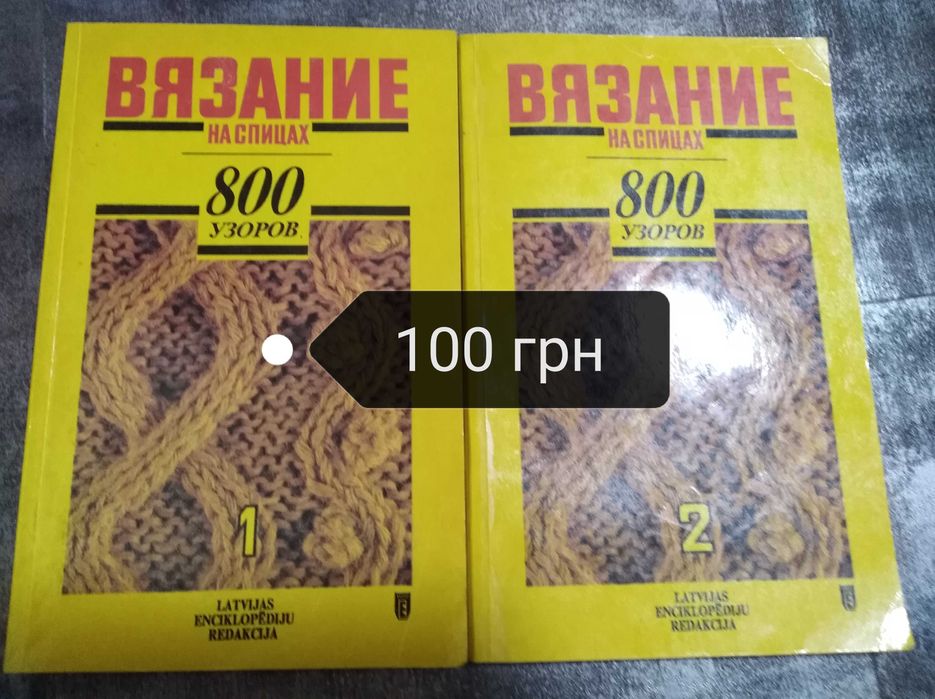 ВЯЗАНИЕ
НА СПИЦАХ
800
УЗОРОВ
1
LATVIJAS
ENCIKLOPĒDIJU
REDAKCIJA
ВЯЗАНИЕ
НА СПИЦАХ
800
УЗОРОВ
2
LATVIJAS
ENCIKLOPĒDIJU
REDAKCIJA
100 грн